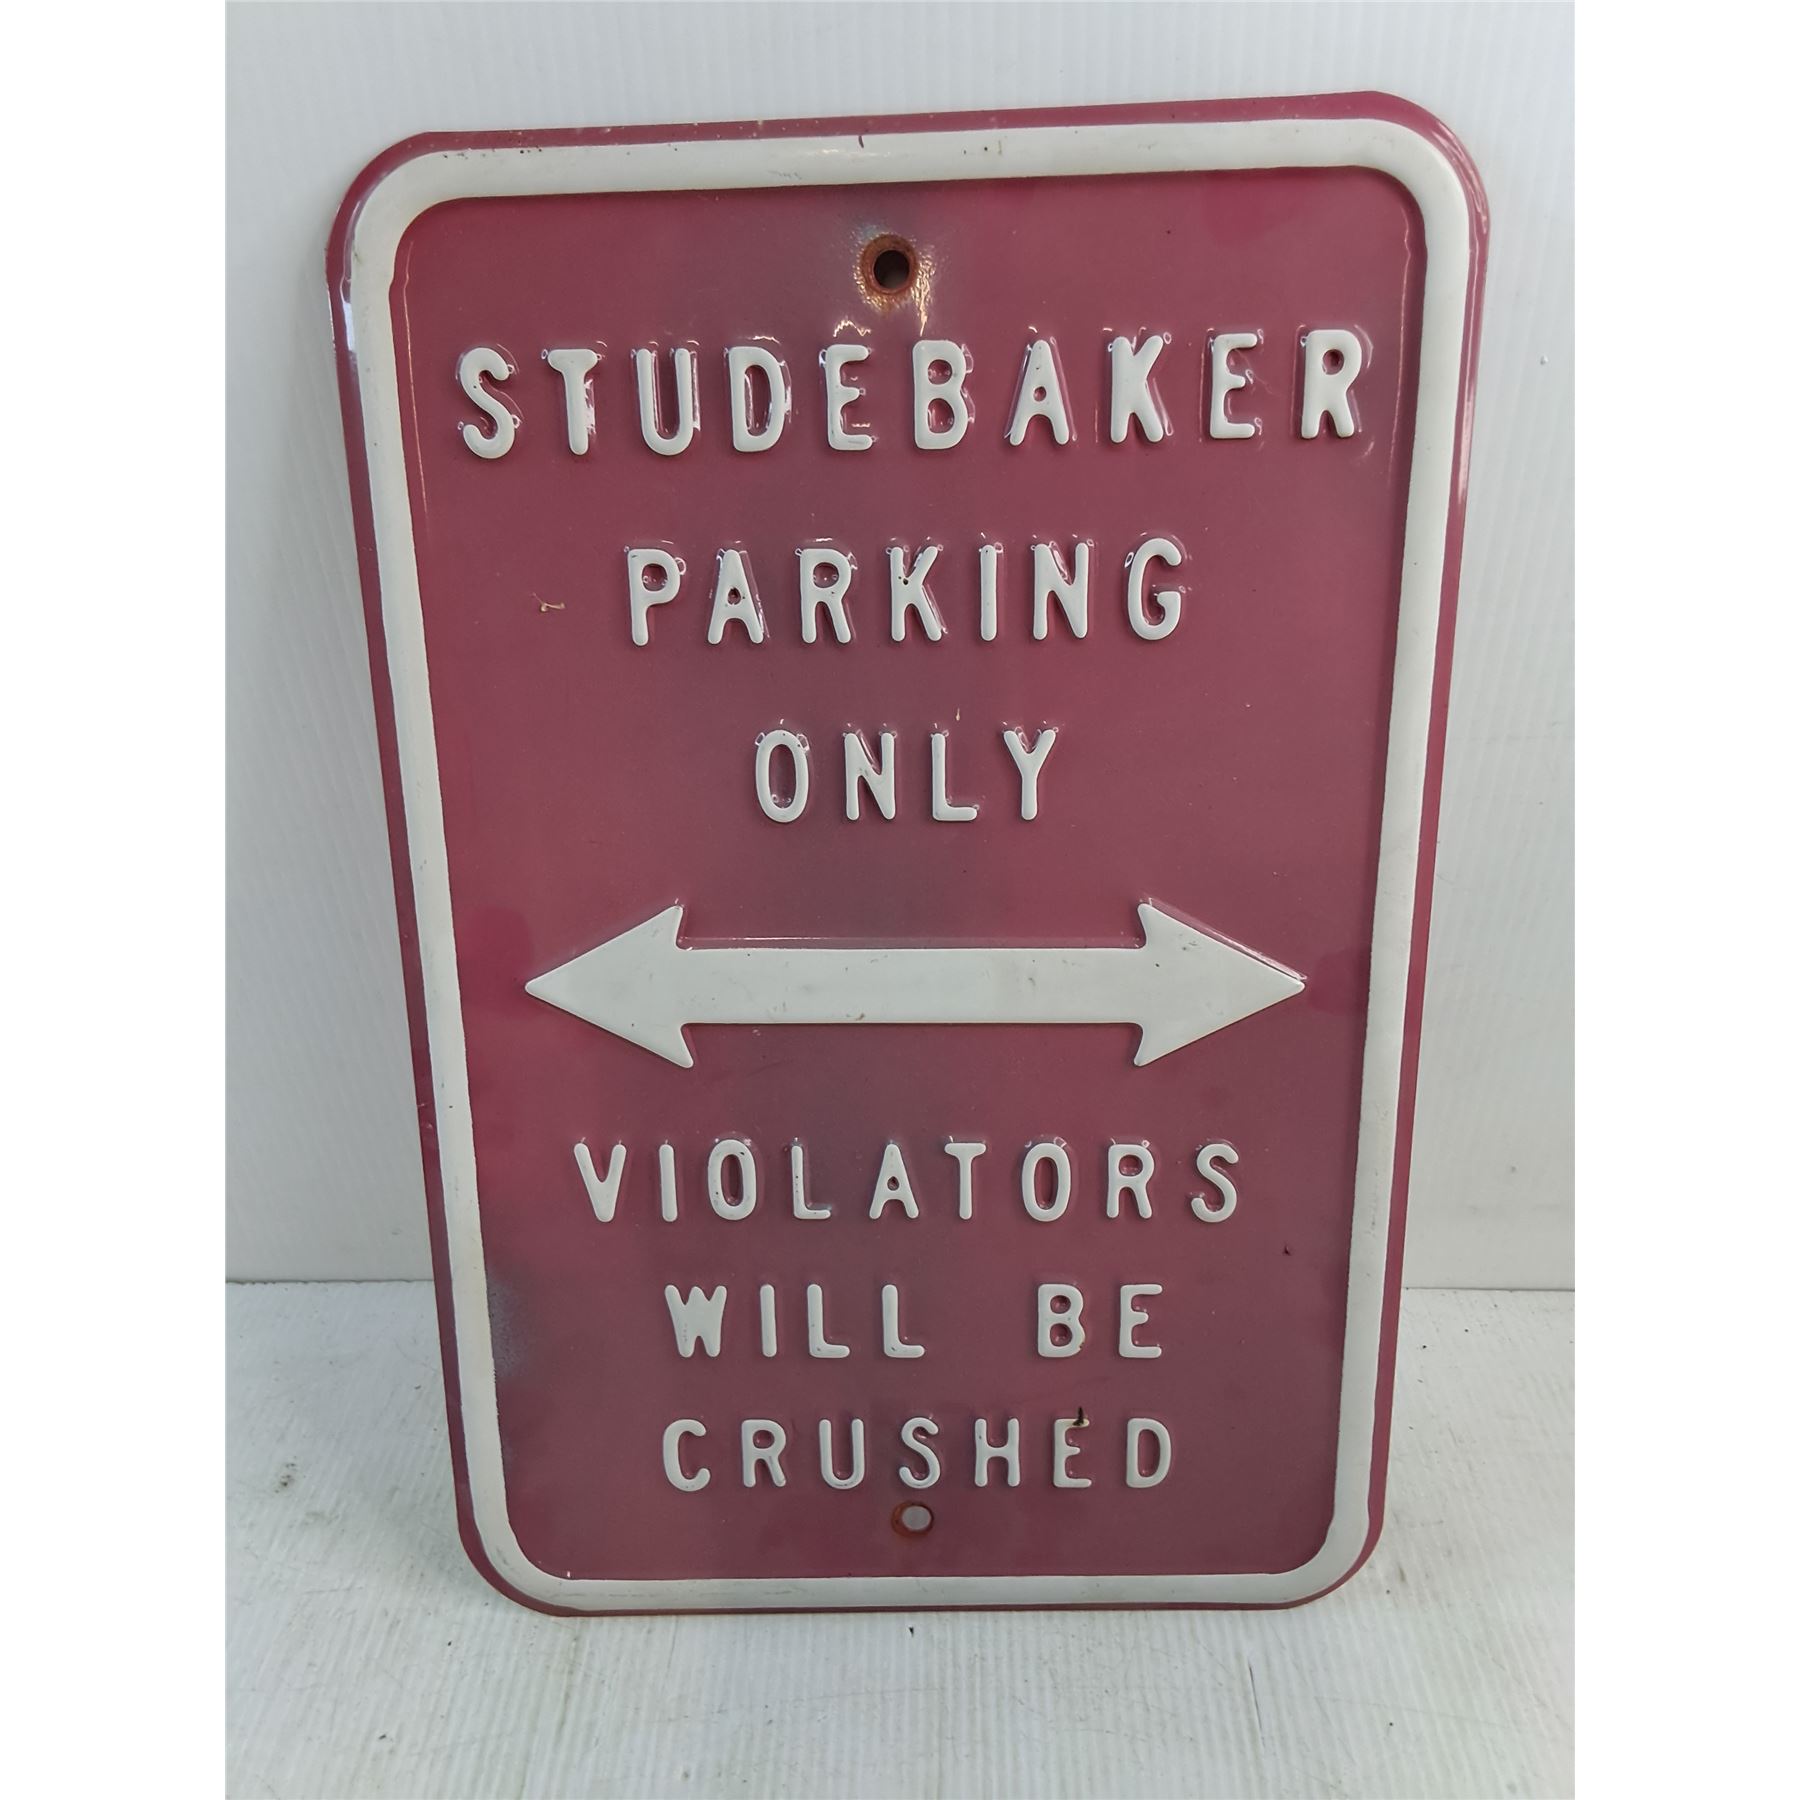 STUDEBAKER
PARKING
ONLY
VIOLATORS
WILL BE
CRUSHED